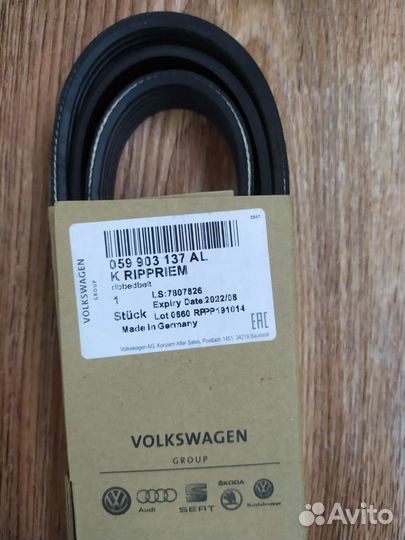 3847
059 903 137 AL
K RIPPRIEM
ribbedbelt
1
LS:7807826
Expiry Date:2022/08
Stück
Lot 0660 RPPP191014
Made in Germany
EAC
Volkswagen AG, Konzern After Sales, Postfach 1451, 34219 Baunatal
VOLKSWAGEN
GROUP
VOLKSWAGEN
GROUP
Audi
SEAT
ŠKODA
Nutzfahrzeuge
Avito